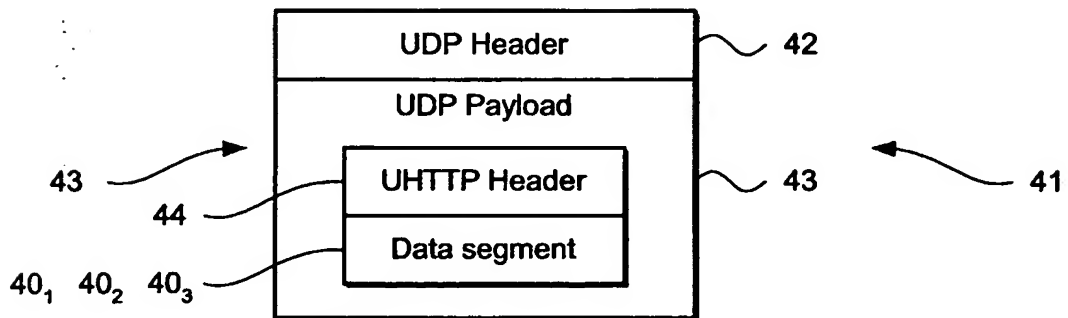 UDP Header 42
UDP Payload
43 UHTTP Header 43 41
44
Data segment
40₁ 40₂ 40₃